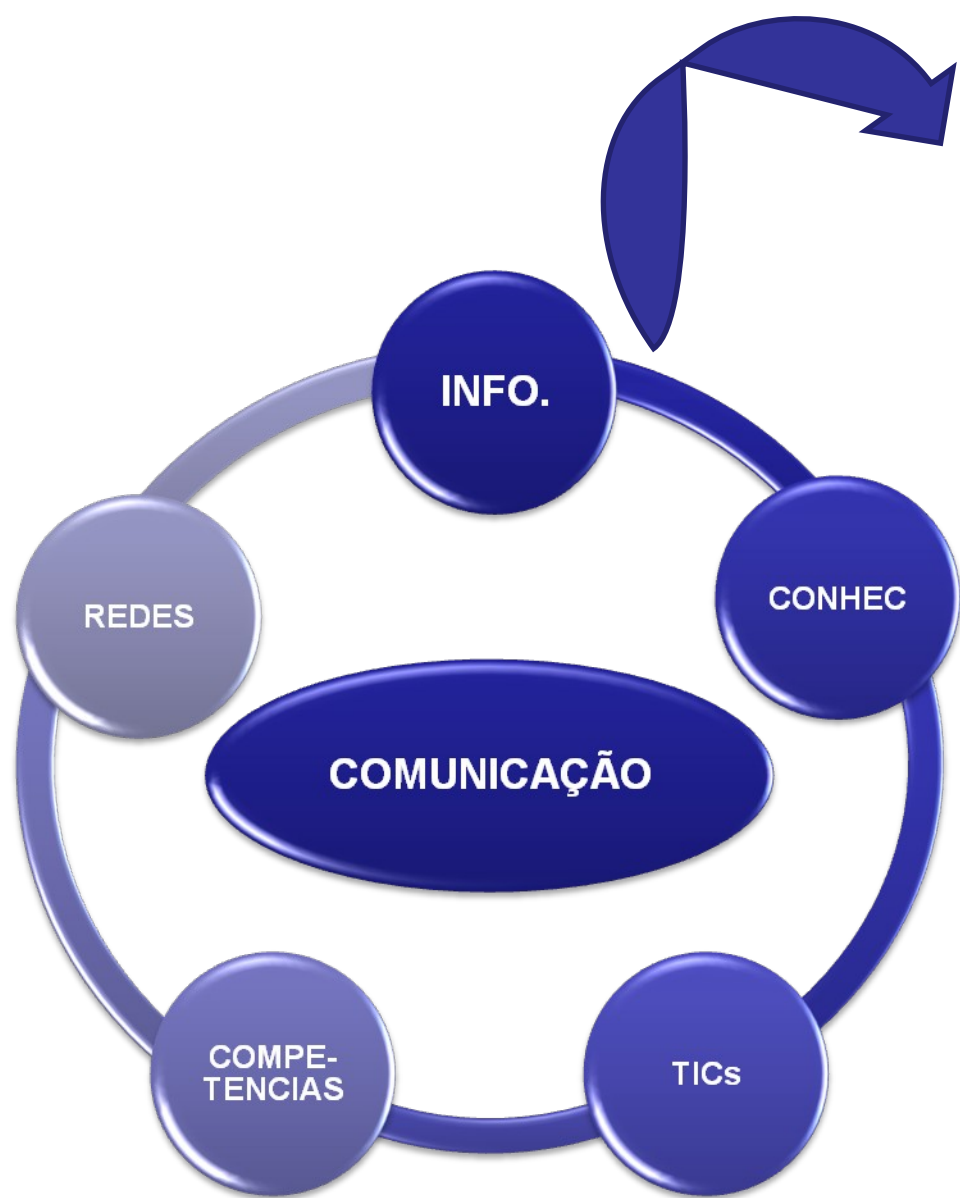 INFO.
CONHEC
REDES
COMUNICAÇÃO
COMPE-
TENCIAS
TICs